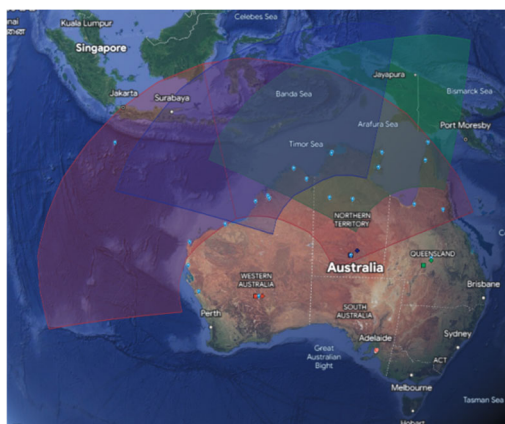 Celebes Sea
Kuala Lumpur
Singapore
Jayapura
Jakarta
Surabaya
Banda Sea
Bismarck Sea
Arafura Sea
Port Moresby
Timor Sea
NORTHERN
TERRITORY
QUEENSLAND
Australia
WESTERN
AUSTRALIA
Brisbane
SOUTH
AUSTRALIA
Perth
Adelaide
Sydney
Great
Australian
Bight
ACT
Melbourne
Tasman Sea
Hobart